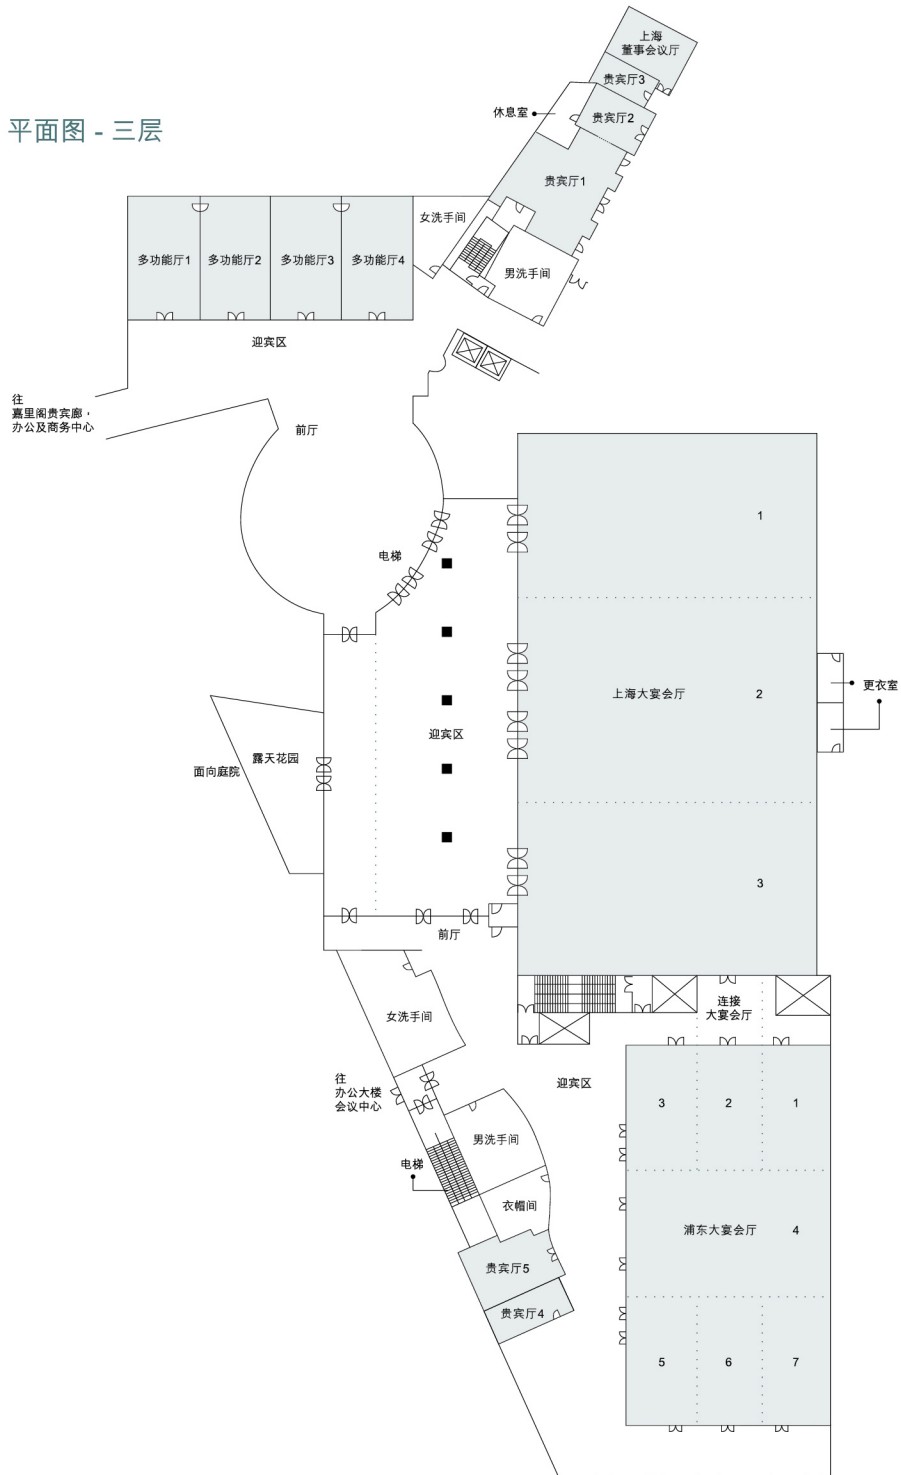 上海
董事会议厅
贵宾厅3
休息室
贵宾厅2
平面图 - 三层
贵宾厅1
女洗手间
多功能厅1
多功能厅2
多功能厅3
多功能厅4
男洗手间
迎宾区
往
嘉里阁贵宾廊，
办公及商务中心
前厅
1
电梯
上海大宴会厅
2
更衣室
迎宾区
露天花园
面向庭院
3
前厅
连接
大宴会厅
女洗手间
往
办公大楼
会议中心
迎宾区
3
2
1
男洗手间
电梯
衣帽间
浦东大宴会厅
4
贵宾厅5
贵宾厅4
5
6
7